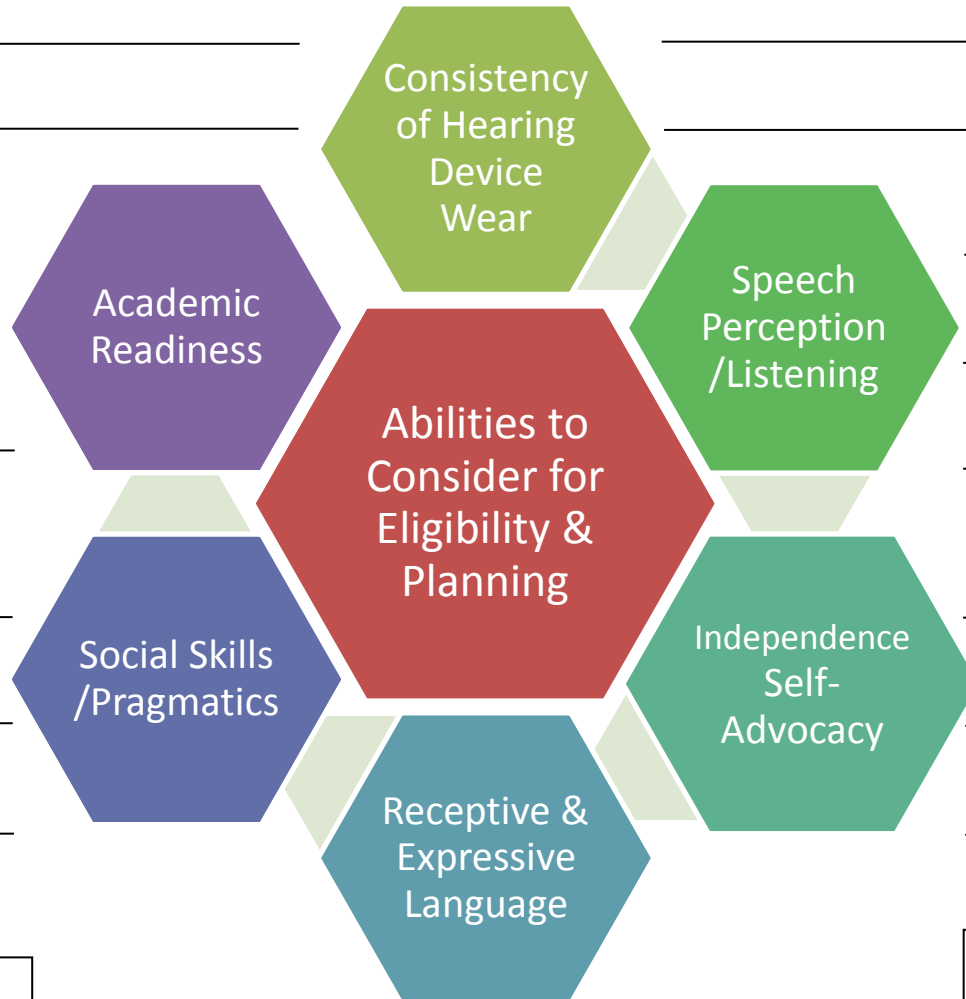 Consistency
of Hearing
Device
Wear
Speech
Perception
/Listening
Independence
Self-
Advocacy
Receptive &
Expressive
Language
Social Skills
/Pragmatics
Academic
Readiness
Abilities to
Consider for
Eligibility &
Planning